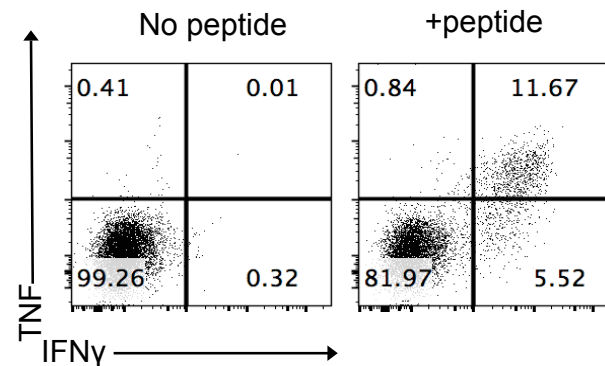 No peptide +peptide
0.41 0.01 0.84 11.67
99.26 0.32 81.97 5.52
TNF
IFNγ